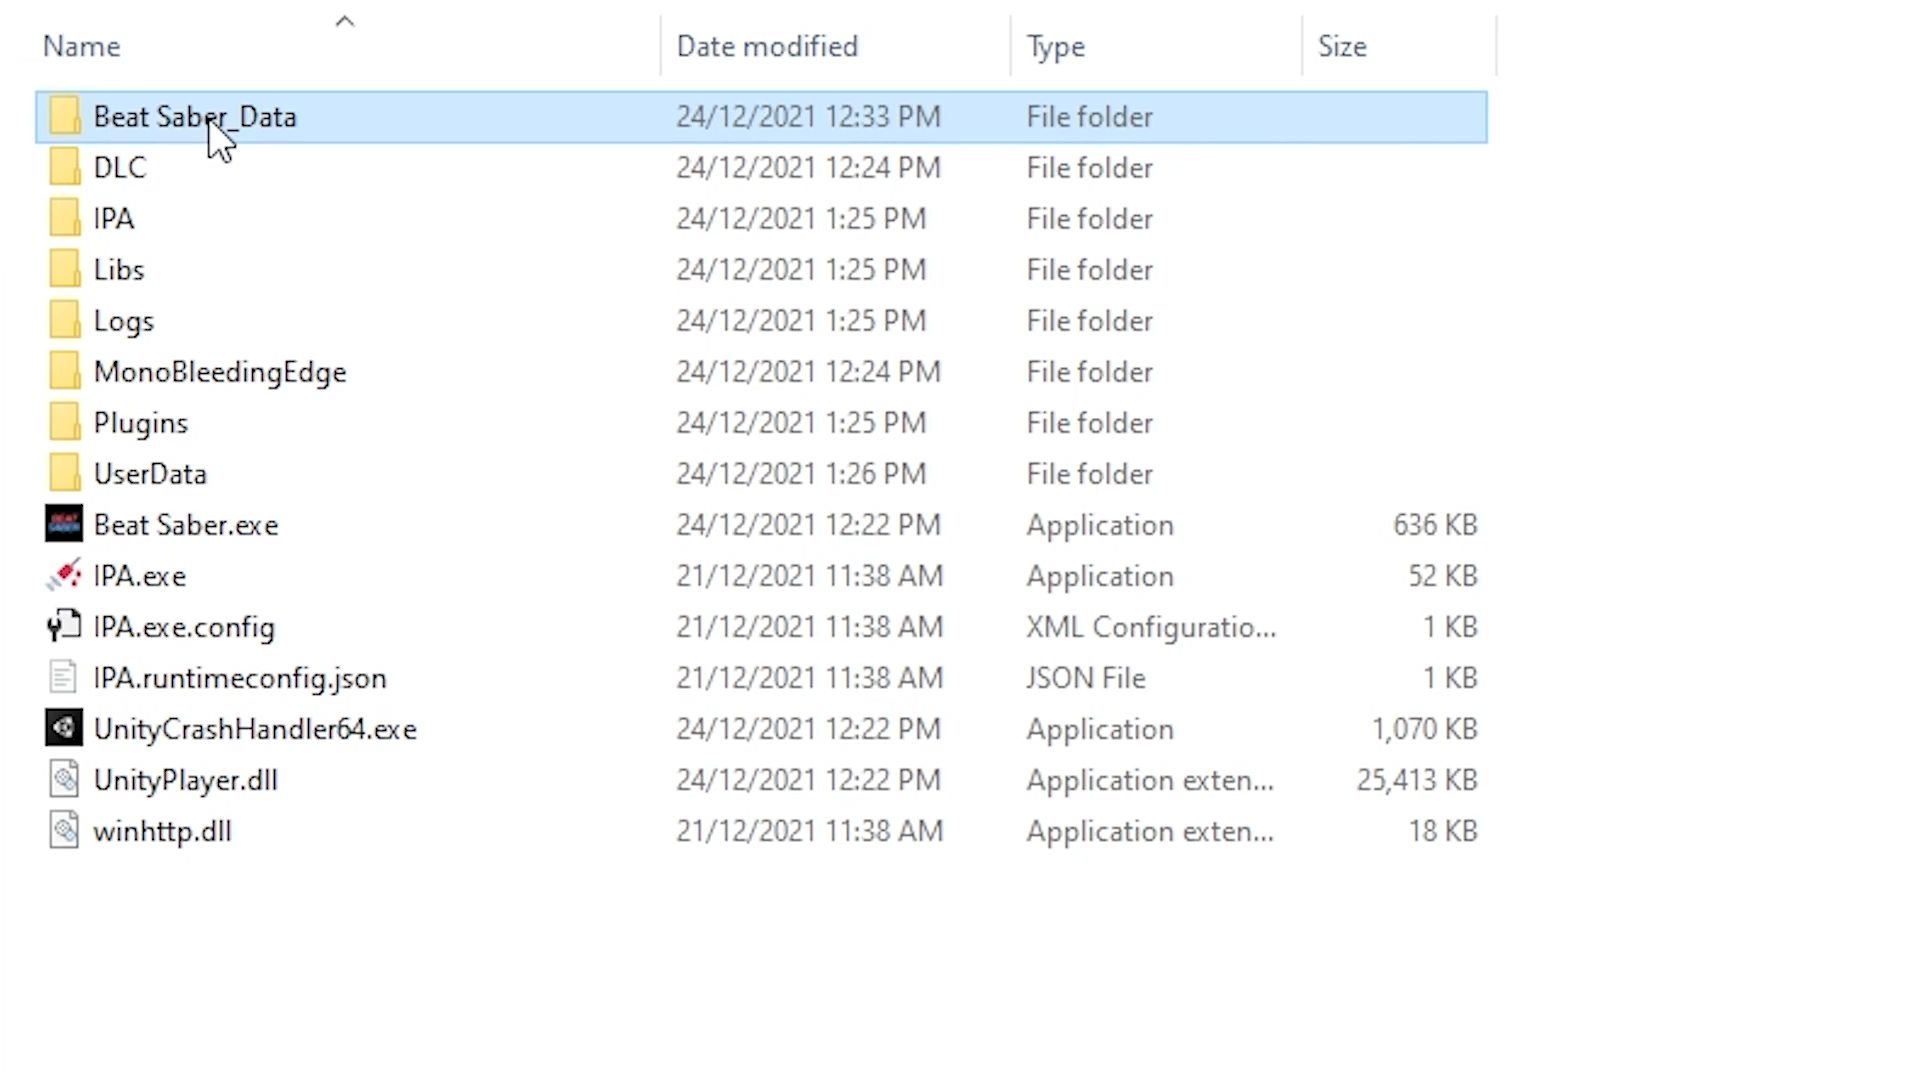 Name Date modified Type Size
Beat Saber_Data 24/12/2021 12:33 PM File folder
DLC 24/12/2021 12:24 PM File folder
IPA 24/12/2021 1:25 PM File folder
Libs 24/12/2021 1:25 PM File folder
Logs 24/12/2021 1:25 PM File folder
MonoBleedingEdge 24/12/2021 12:24 PM File folder
Plugins 24/12/2021 1:25 PM File folder
UserData 24/12/2021 1:26 PM File folder
Beat Saber.exe 24/12/2021 12:22 PM Application 636 KB
IPA.exe 21/12/2021 11:38 AM Application 52 KB
IPA.exe.config 21/12/2021 11:38 AM XML Configuratio... 1 KB
IPA.runtimeconfig.json 21/12/2021 11:38 AM JSON File 1 KB
UnityCrashHandler64.exe 24/12/2021 12:22 PM Application 1,070 KB
UnityPlayer.dll 24/12/2021 12:22 PM Application exten... 25,413 KB
winhttp.dll 21/12/2021 11:38 AM Application exten... 18 KB